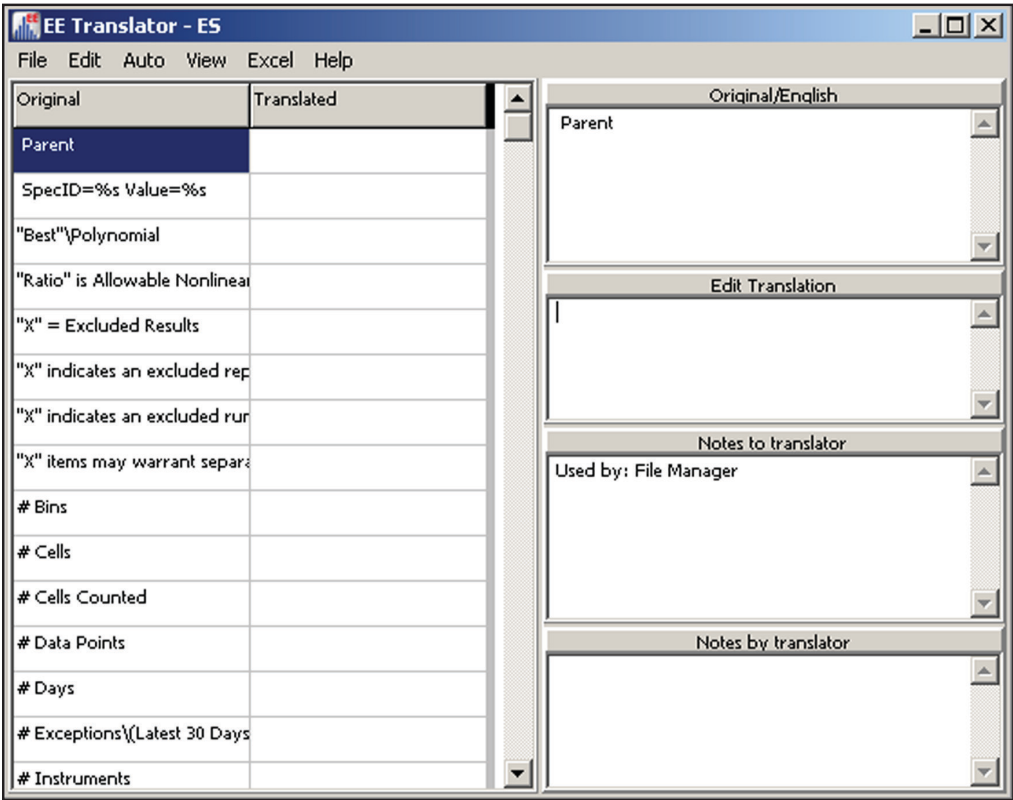 EE Translator - ES
File Edit Auto View Excel Help
Original Translated
Parent
SpecID=%s Value=%s
"Best"\Polynomial
"Ratio" is Allowable Nonlinear
"X" = Excluded Results
"X" indicates an excluded rep
"X" indicates an excluded run
"X" items may warrant separa
# Bins
# Cells
# Cells Counted
# Data Points
# Days
# Exceptions\(Latest 30 Days
# Instruments
Original/English
Parent
Edit Translation
Notes to translator
Used by: File Manager
Notes by translator